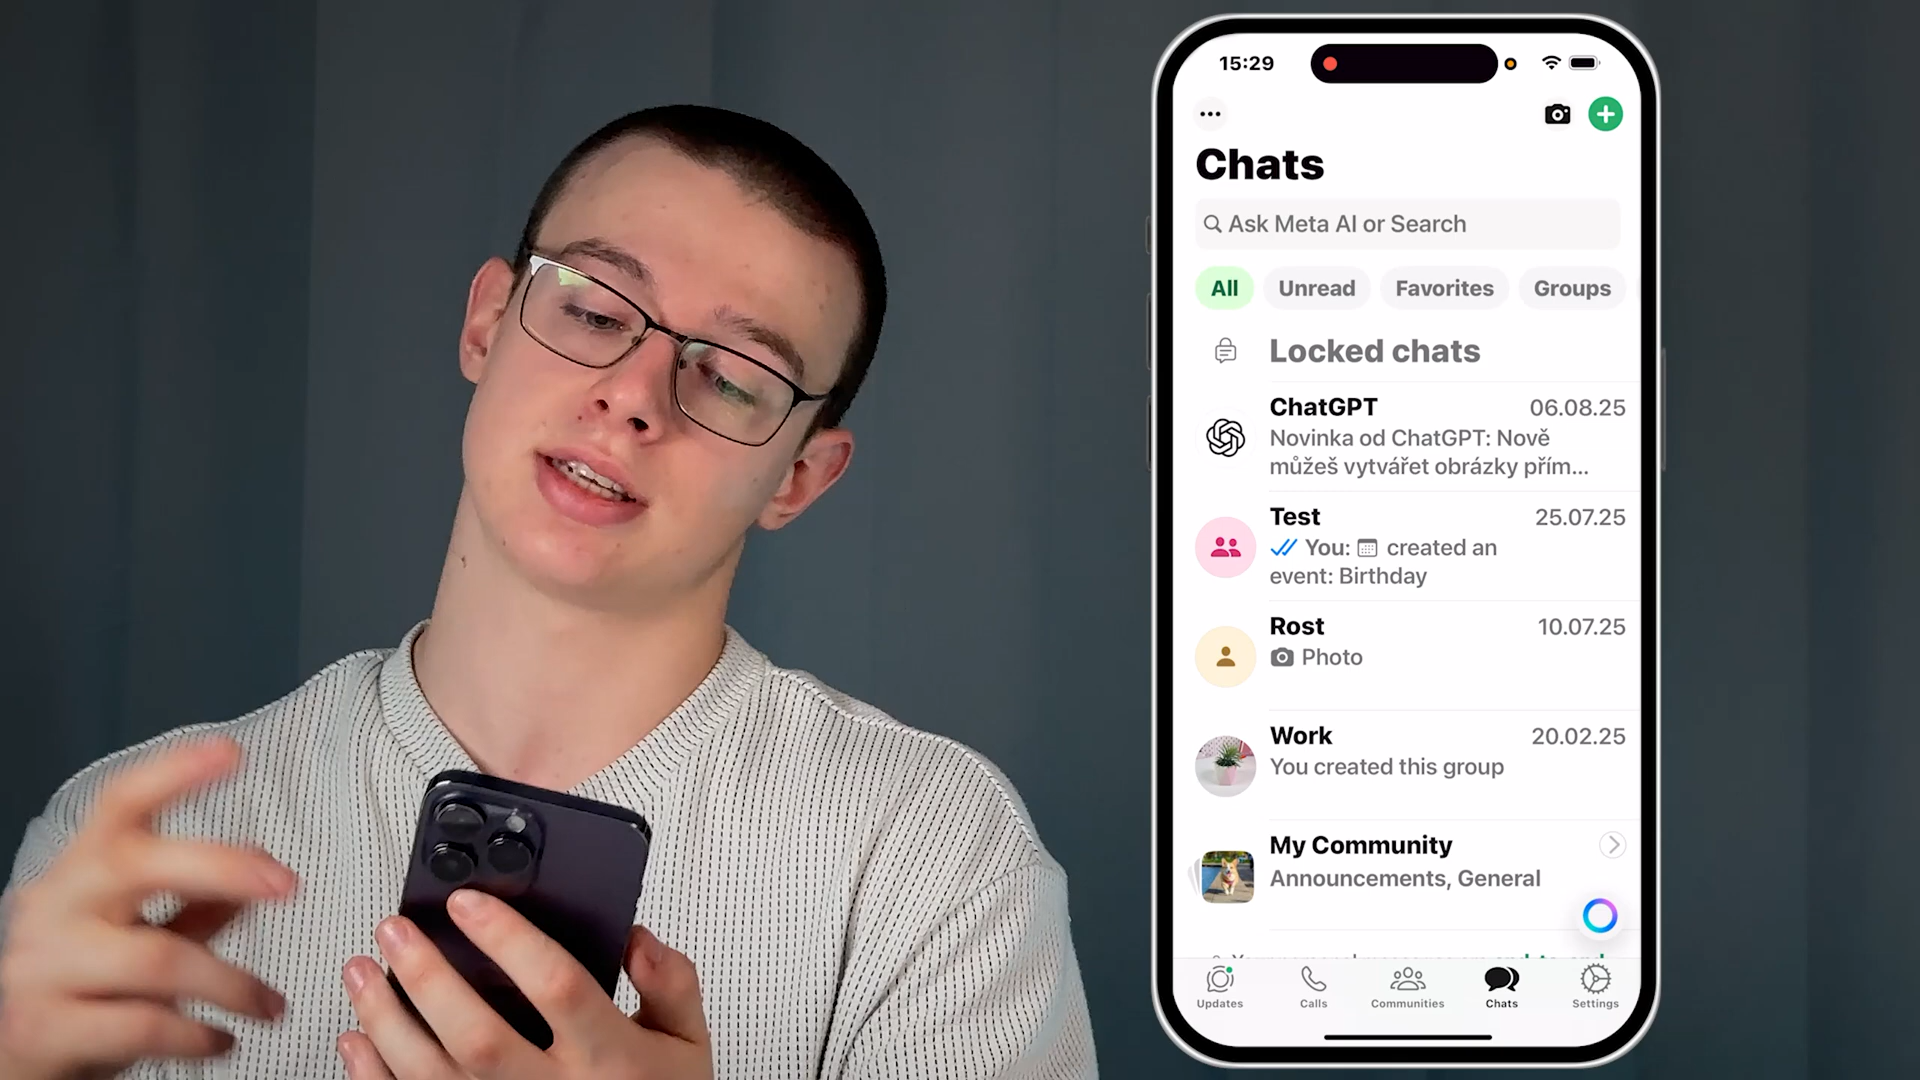 15:29
Chats
Ask Meta AI or Search
All Unread Favorites Groups
Locked chats
ChatGPT 06.08.25
Novinka od ChatGPT: Nově
můžeš vytvářet obrázky přím...
Test 25.07.25
You: created an
event: Birthday
Rost 10.07.25
Photo
Work 20.02.25
You created this group
My Community
Announcements, General
Updates Calls Communities Chats Settings